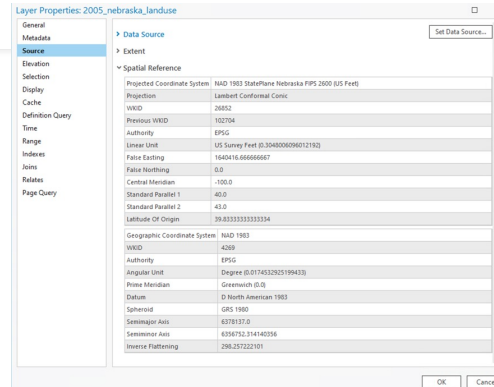 Layer Properties: 2005_nebraska_landuse
General
Metadata
Source
Elevation
Selection
Display
Cache
Definition Query
Time
Range
Indexes
Joins
Relates
Page Query
Data Source
Set Data Source...
Extent
Spatial Reference
Projected Coordinate System NAD 1983 StatePlane Nebraska FIPS 2600 (US Feet)
Projection Lambert Conformal Conic
WKID 26852
Previous WKID 102704
Authority EPSG
Linear Unit US Survey Feet (0.3048006096012192)
False Easting 1640416.666666667
False Northing 0.0
Central Meridian -100.0
Standard Parallel 1 40.0
Standard Parallel 2 43.0
Latitude Of Origin 39.83333333333334
Geographic Coordinate System NAD 1983
WKID 4269
Authority EPSG
Angular Unit Degree (0.0174532925199433)
Prime Meridian Greenwich (0.0)
Datum D North American 1983
Spheroid GRS 1980
Semimajor Axis 6378137.0
Semiminor Axis 6356752.314140356
Inverse Flattening 298.257222101
OK Cance